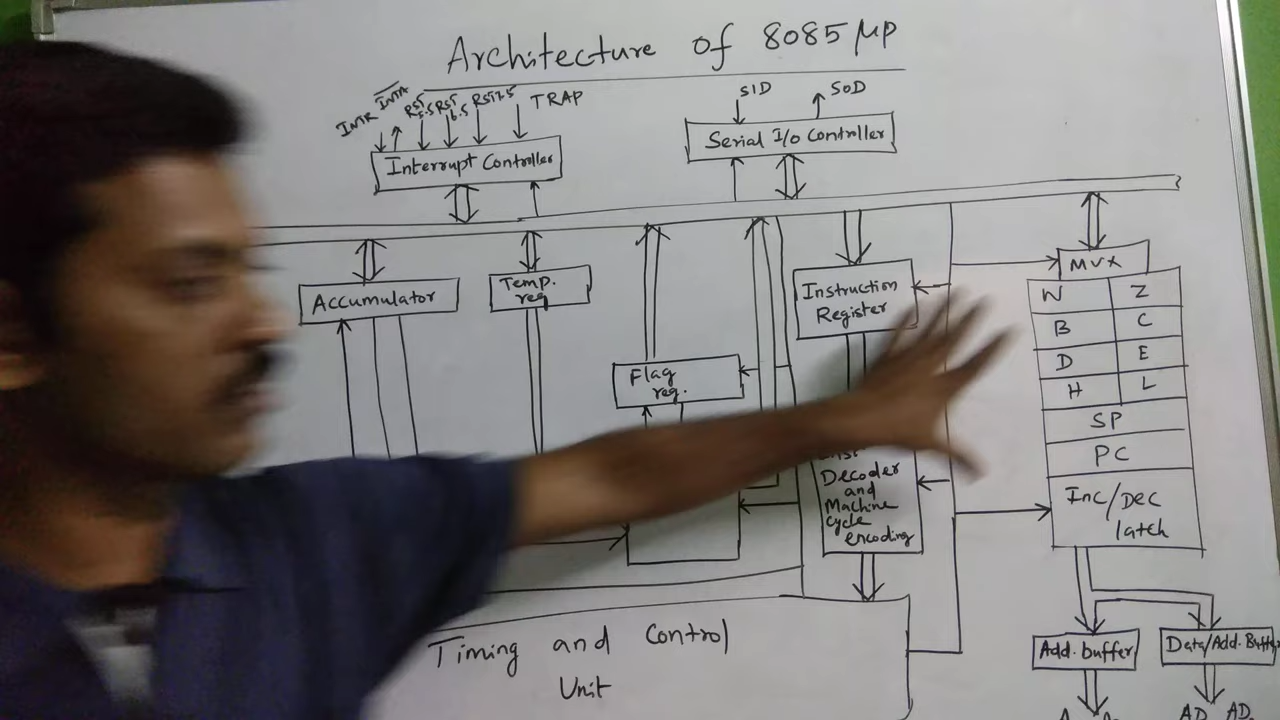 Architecture of 8085 μp
INTR
INTA
RST
5.5
RST
6.5
RST7.5
TRAP
SID
SOD
Interrupt Controller
Serial I/O Controller
Accumulator
Temp.
reg
Flag
reg.
Instruction
Register
MUX
W Z
B C
D E
H L
SP
PC
Inc/Dec
latch
Decoder
and
Machine
Cycle
encoding
Timing and Control
Unit
Add. buffer
Data/Add. Buffer
AD AD